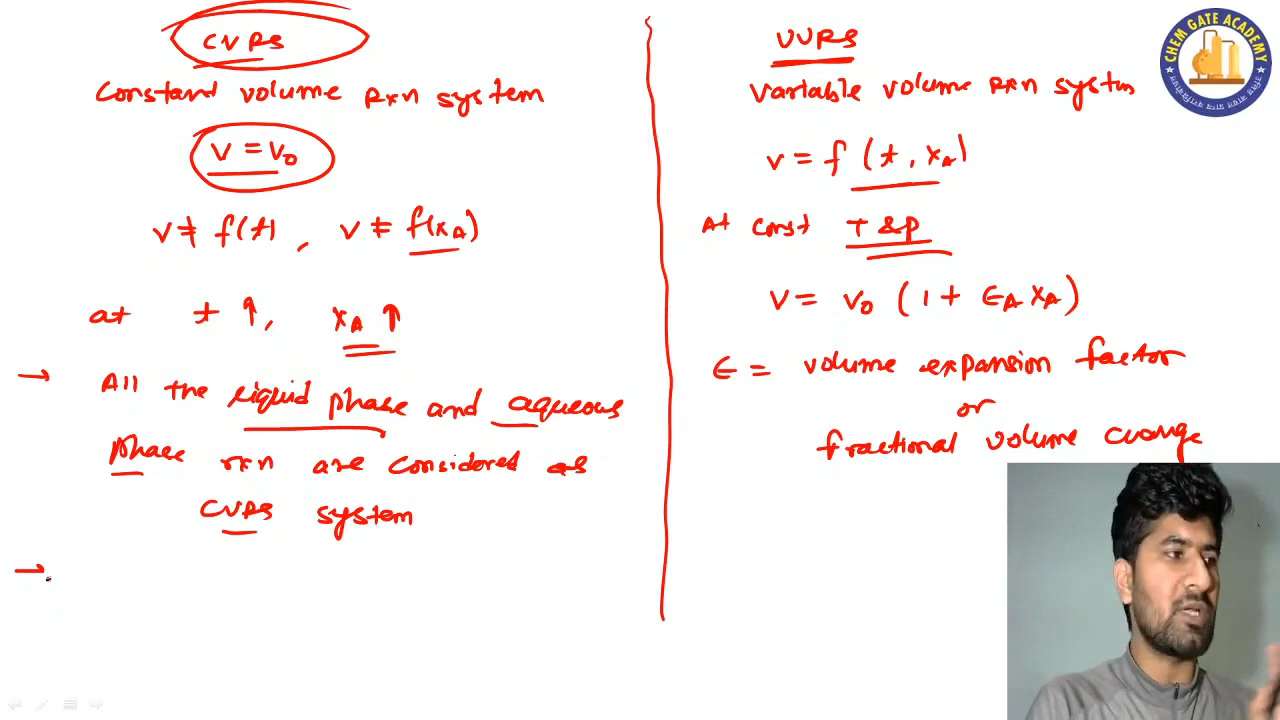 CVRS
Constand volume Rxn system
V = V₀
V ≠ f(t), V ≠ f(xA)
at t ↑, xA ↑
→ All the liquid phase and aqueous
phase rxn are considered as
CVRS system
→
VVRS
Variable volume rxn system
V = f (t, xA)
At const T & P
V = V₀ (1 + ϵA xA)
ϵ = volume expansion factor
or
fractional volume change
CHEM GATE ACADEMY